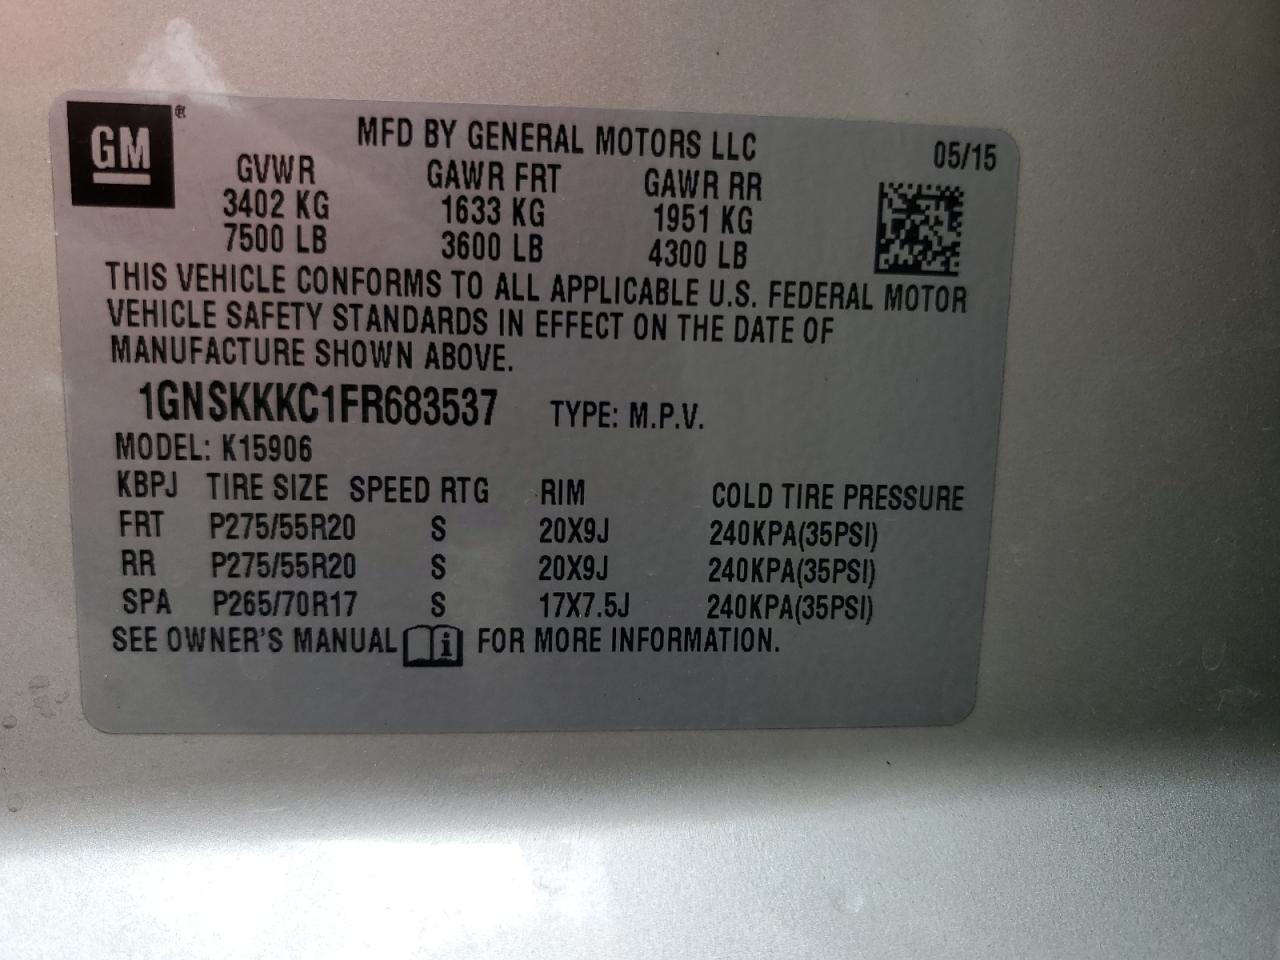 GM ®
MFD BY GENERAL MOTORS LLC 05/15
GVWR GAWR FRT GAWR RR
3402 KG 1633 KG 1951 KG
7500 LB 3600 LB 4300 LB
THIS VEHICLE CONFORMS TO ALL APPLICABLE U.S. FEDERAL MOTOR
VEHICLE SAFETY STANDARDS IN EFFECT ON THE DATE OF
MANUFACTURE SHOWN ABOVE.
1GNSKKKC1FR683537 TYPE: M.P.V.
MODEL: K15906
KBPJ TIRE SIZE SPEED RTG RIM COLD TIRE PRESSURE
FRT P275/55R20 S 20X9J 240KPA(35PSI)
RR P275/55R20 S 20X9J 240KPA(35PSI)
SPA P265/70R17 S 17X7.5J 240KPA(35PSI)
SEE OWNER'S MANUAL i FOR MORE INFORMATION.